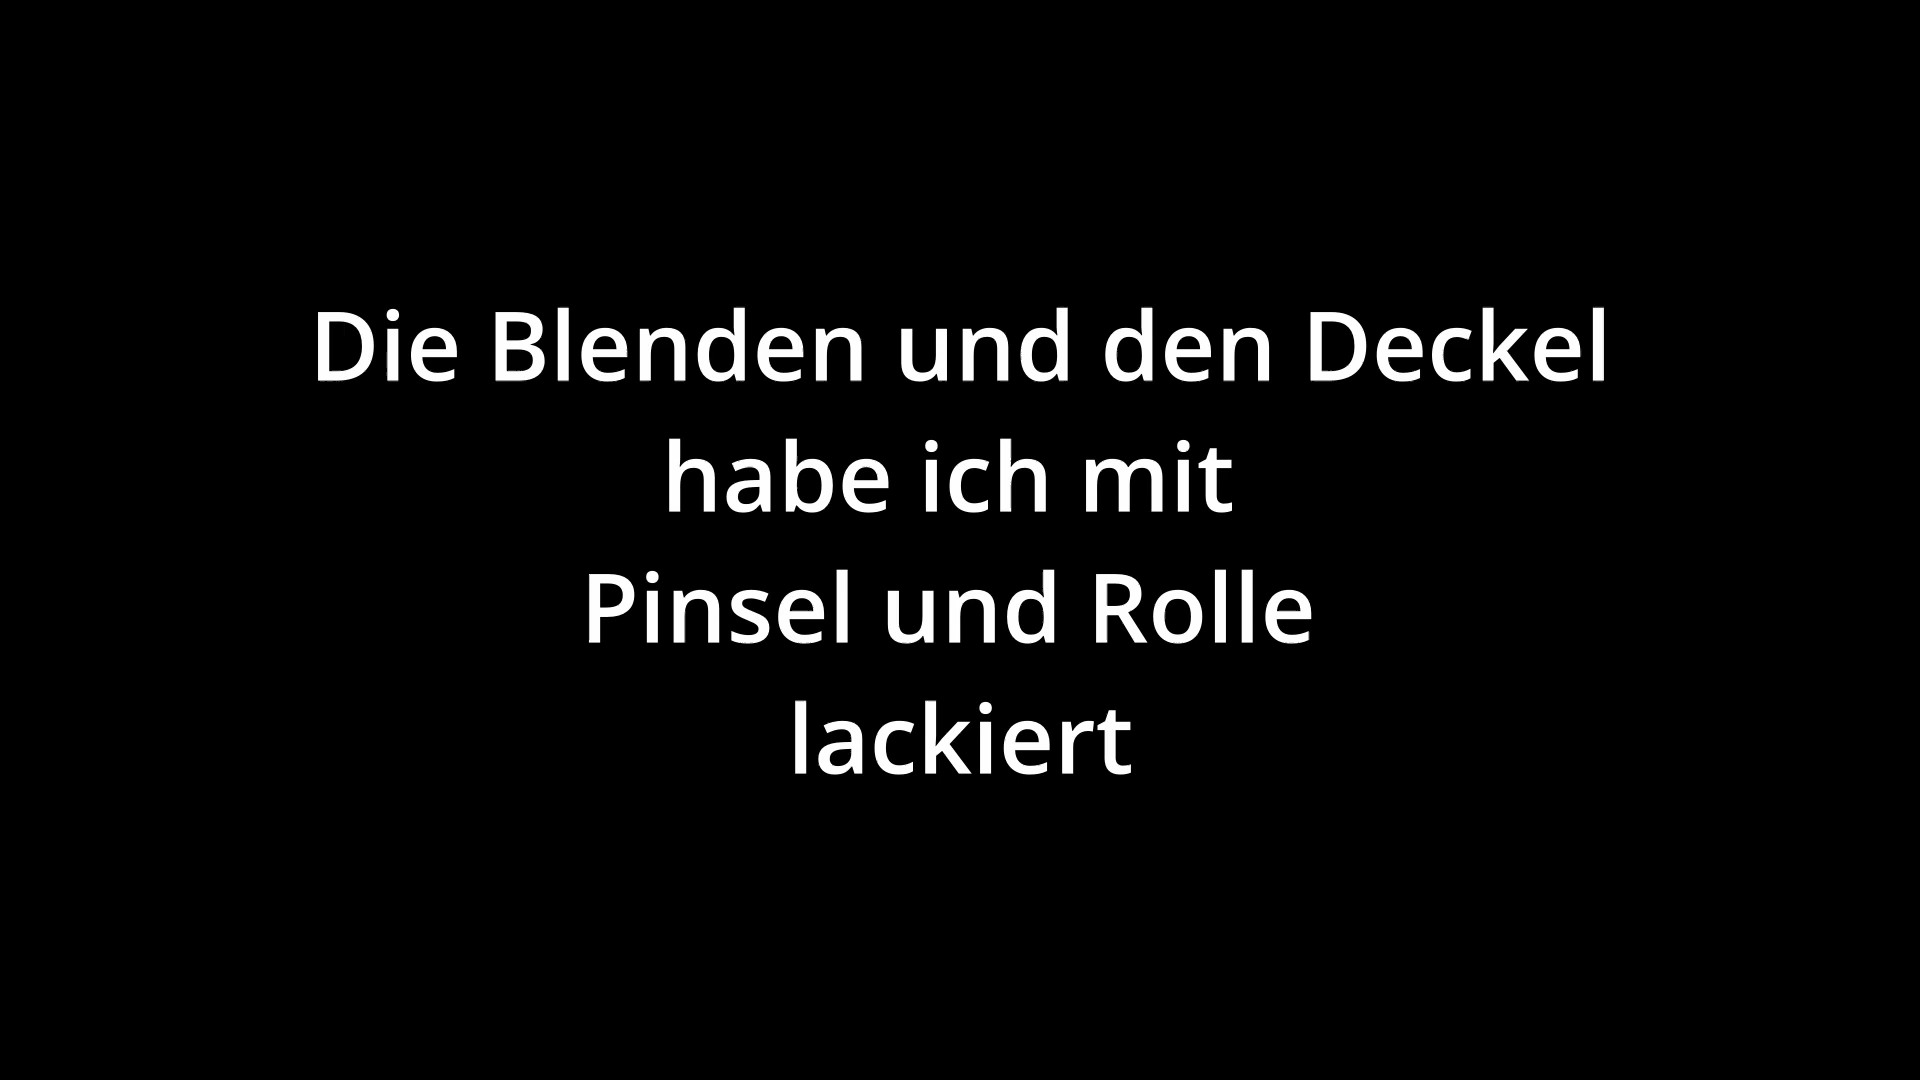 Die Blenden und den Deckel
habe ich mit
Pinsel und Rolle
lackiert